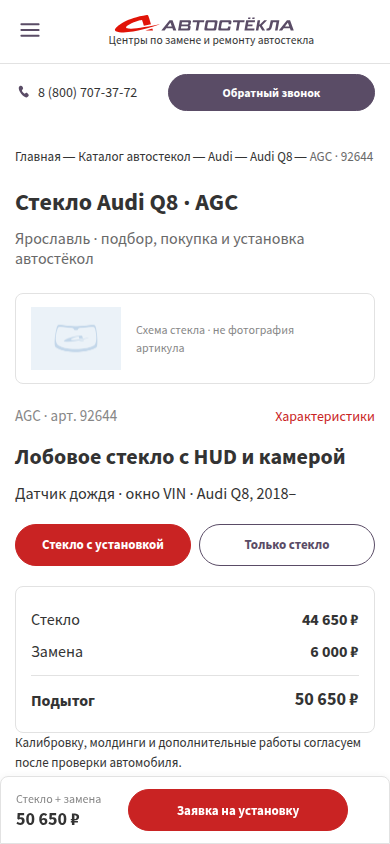 АВТОСТЁКЛА
Центры по замене и ремонту автостекла
8 (800) 707-37-72
Обратный звонок
Главная — Каталог автостекол — Audi — Audi Q8 — AGC · 92644
Стекло Audi Q8 · AGC
Ярославль · подбор, покупка и установка
автостёкол
Схема стекла · не фотография
артикула
AGC · арт. 92644
Характеристики
Лобовое стекло с HUD и камерой
Датчик дождя · окно VIN · Audi Q8, 2018–
Стекло с установкой
Только стекло
Стекло 44 650 ₽
Замена 6 000 ₽
Подытог 50 650 ₽
Калибровку, молдинги и дополнительные работы согласуем
после проверки автомобиля.
Стекло + замена
50 650 ₽
Заявка на установку